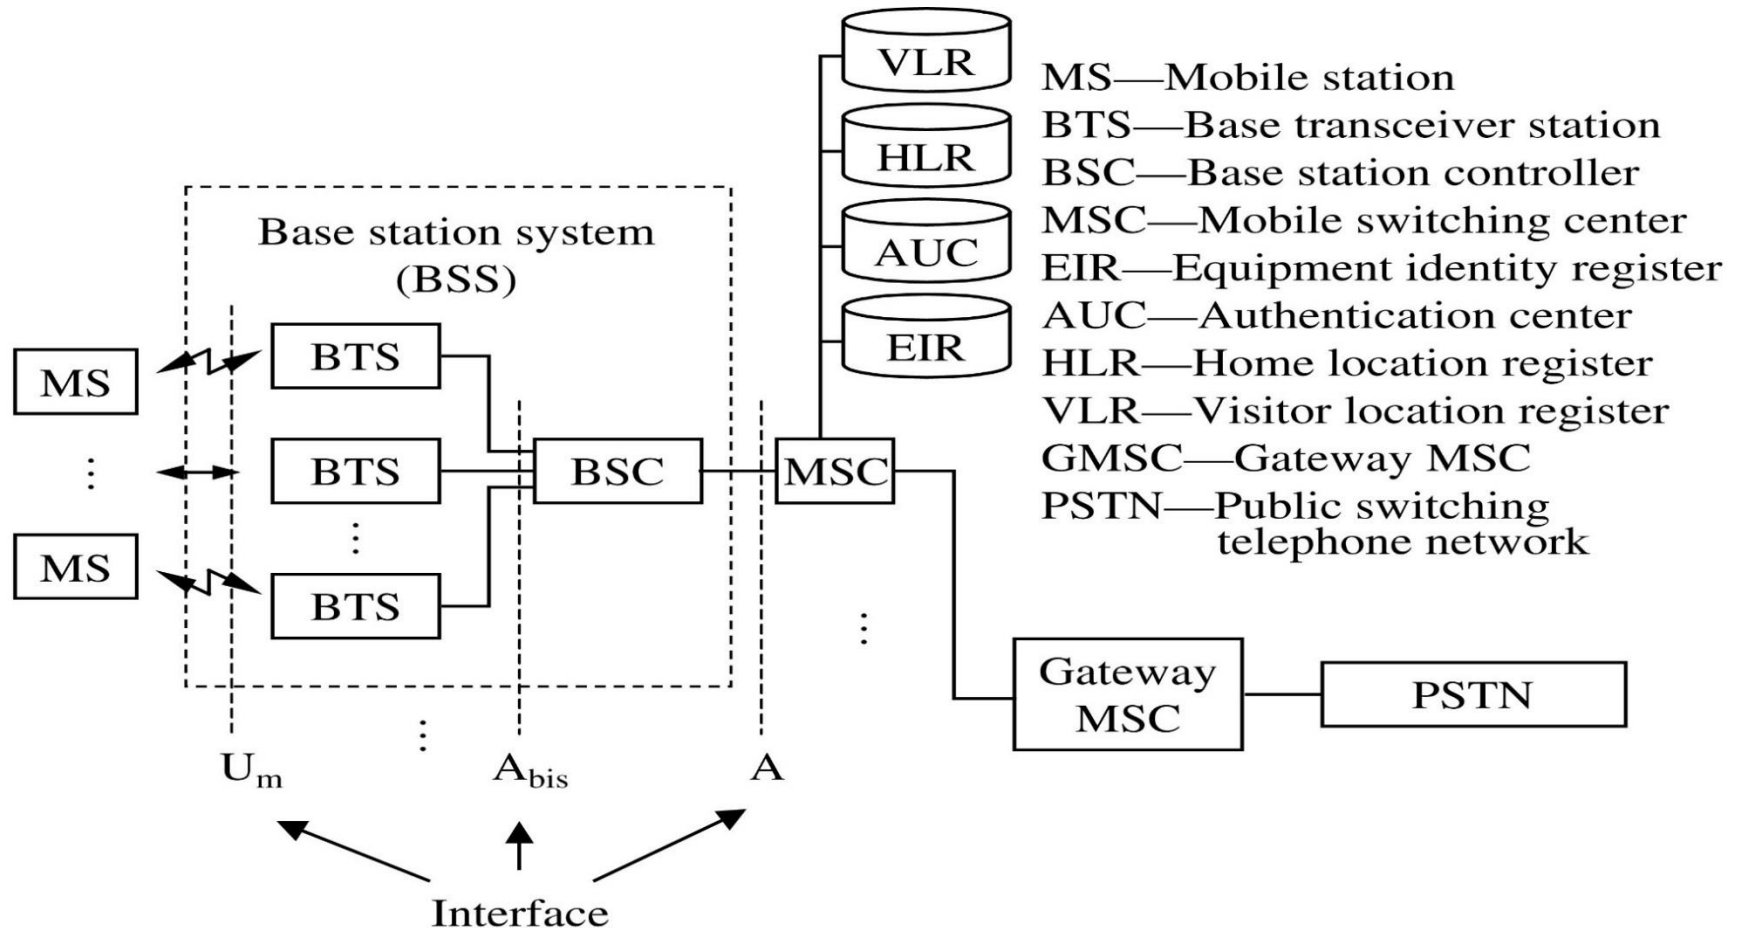 VLR
HLR
AUC
EIR
MS—Mobile station
BTS—Base transceiver station
BSC—Base station controller
MSC—Mobile switching center
EIR—Equipment identity register
AUC—Authentication center
HLR—Home location register
VLR—Visitor location register
GMSC—Gateway MSC
PSTN—Public switching
telephone network
Base station system
(BSS)
MS
BTS
BTS
BSC
MSC
MS
BTS
Gateway
MSC
PSTN
Um
Abis
A
Interface